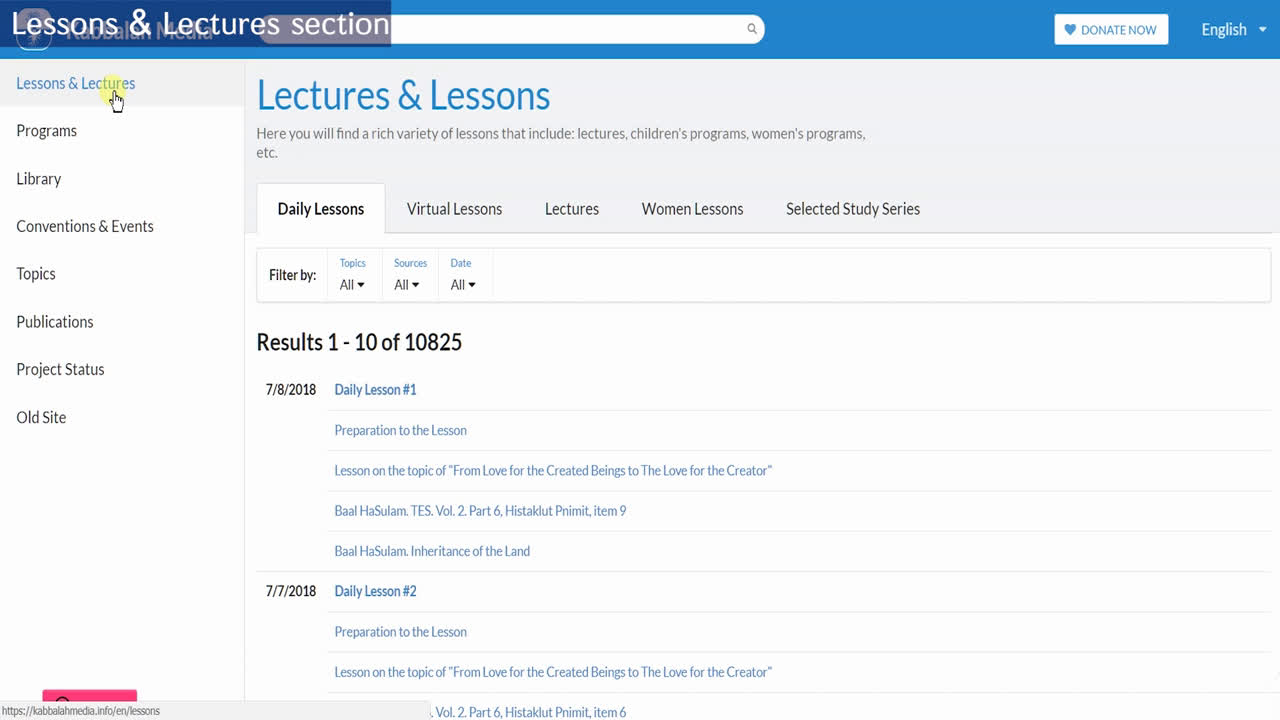 Lessons & Lectures section
Kabbalah Media
DONATE NOW
English
Lessons & Lectures
Programs
Library
Conventions & Events
Topics
Publications
Project Status
Old Site
Lectures & Lessons
Here you will find a rich variety of lessons that include: lectures, children's programs, women's programs,
etc.
Daily Lessons
Virtual Lessons
Lectures
Women Lessons
Selected Study Series
Filter by:
Topics
All
Sources
All
Date
All
Results 1 - 10 of 10825
7/8/2018 Daily Lesson #1
Preparation to the Lesson
Lesson on the topic of "From Love for the Created Beings to The Love for the Creator"
Baal HaSulam. TES. Vol. 2. Part 6, Histaklut Pnimit, item 9
Baal HaSulam. Inheritance of the Land
7/7/2018 Daily Lesson #2
Preparation to the Lesson
Lesson on the topic of "From Love for the Created Beings to The Love for the Creator"
. Vol. 2. Part 6, Histaklut Pnimit, item 6
https://kabbalahmedia.info/en/lessons